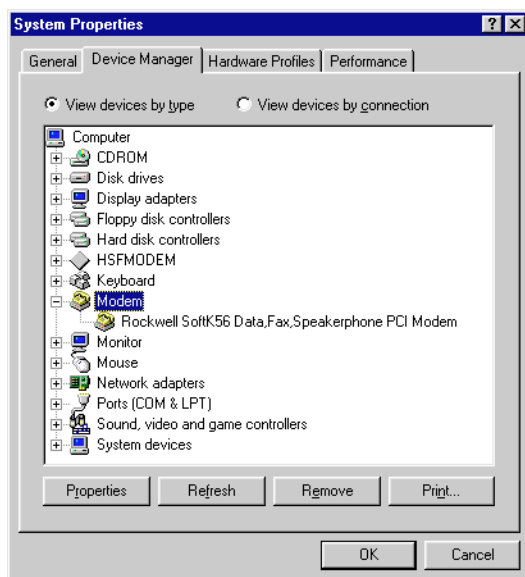 System Properties
General Device Manager Hardware Profiles Performance
View devices by type View devices by connection
Computer
CDROM
Disk drives
Display adapters
Floppy disk controllers
Hard disk controllers
HSFMODEM
Keyboard
Modem
Rockwell SoftK56 Data,Fax,Speakerphone PCI Modem
Monitor
Mouse
Network adapters
Ports (COM & LPT)
Sound, video and game controllers
System devices
Properties Refresh Remove Print...
OK Cancel